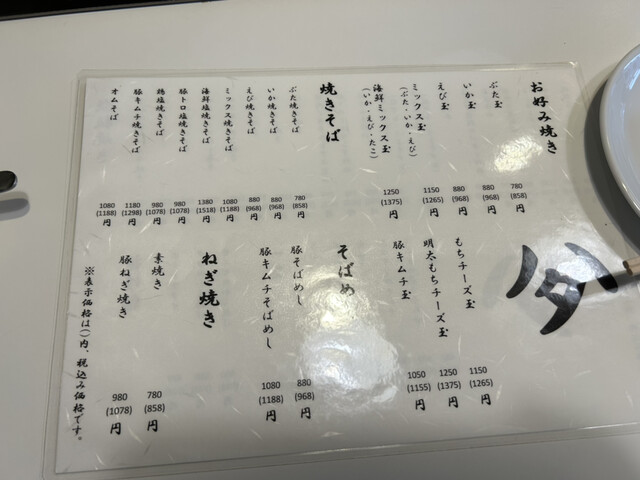 お好み焼き
ぶた玉 780 (858) 円
いか玉 880 (968) 円
えび玉 880 (968) 円
ミックス玉 1150 (1265) 円
(ぶた・いか・えび)
海鮮ミックス玉 1250 (1375) 円
(いか・えび・たこ)
もちチーズ玉 1150 (1265) 円
明太もちチーズ玉 1250 (1375) 円
豚キムチ玉 1050 (1155) 円
焼きそば
ぶた焼きそば 780 (858) 円
いか焼きそば 880 (968) 円
えび焼きそば 880 (968) 円
ミックス焼きそば 1080 (1188) 円
海鮮塩焼きそば 1380 (1518) 円
豚トロ塩焼きそば 980 (1078) 円
鶏塩焼きそば 980 (1078) 円
豚キムチ焼きそば 1180 (1298) 円
オムそば 1080 (1188) 円
そばめ
豚そばめし 880 (968) 円
豚キムチそばめし 1080 (1188) 円
ねぎ焼き
素焼き 780 (858) 円
豚ねぎ焼き 980 (1078) 円
※表示価格は()内、税込み価格です。